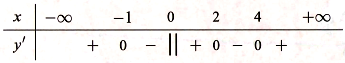 x −∞ −1 0 2 4 +∞
y' + 0 − || + 0 − 0 +